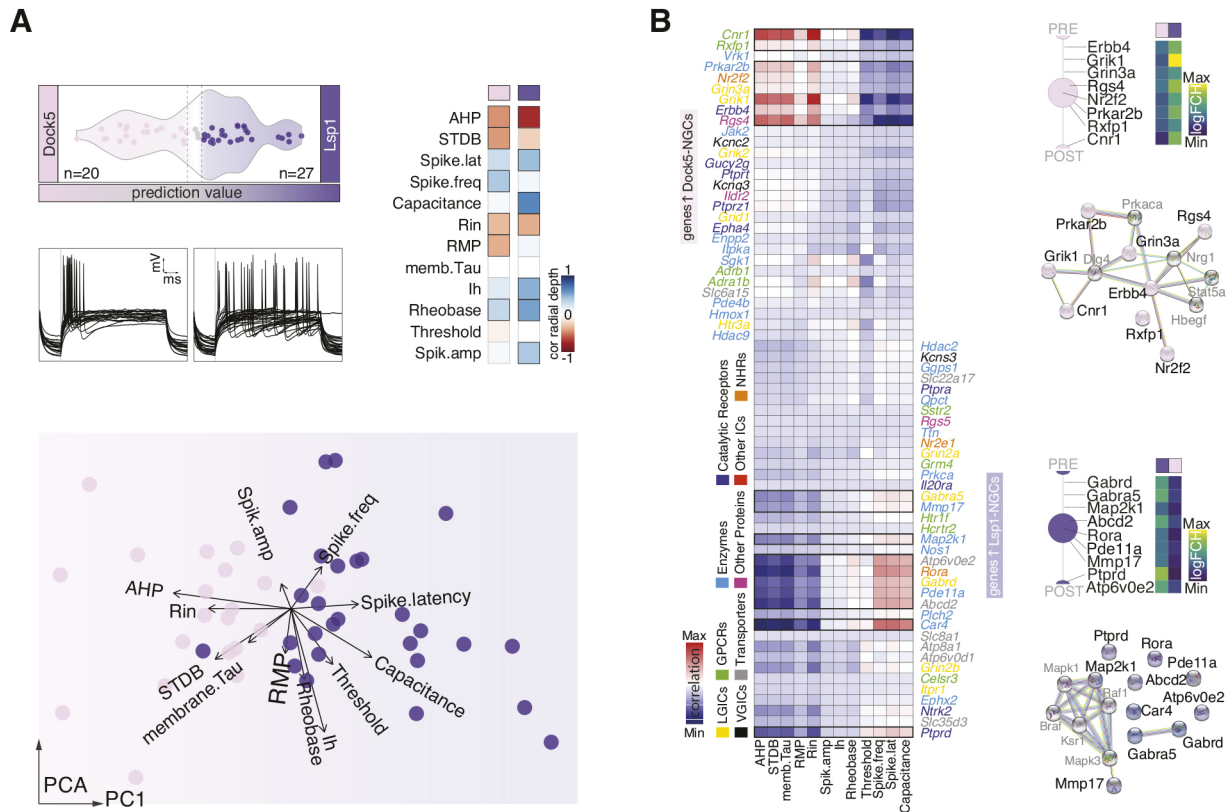 A
Dock5
n=20
n=27
Lsp1
prediction value
mV
ms
AHP
STDB
Spike.lat
Spike.freq
Capacitance
Rin
RMP
memb.Tau
Ih
Rheobase
Threshold
Spik.amp
1
0
-1
cor radial depth
Spik.amp
Spike.freq
AHP
Rin
Spike.latency
STDB
membrane.Tau
RMP
Rheobase
Ih
Threshold
Capacitance
PCA
PC1
B
genes ↑ Dock5-NGCs
Cnr1
Rxfp1
Vrk1
Prkar2b
Nr2f2
Grin3a
Grik1
Erbb4
Rgs4
Jak2
Kcnc2
Grik2
Gucy2g
Ptprt
Kcnq3
Ildr2
Ptprz1
Grid1
Epha4
Enpp2
Itpka
Sgk1
Adrb1
Adra1b
Slc6a15
Pde4b
Hmox1
Htr3a
Hdac9
Hdac2
Kcns3
Ggps1
Slc22a17
Ptpra
Qpct
Sstr2
Rgs5
Ttn
Nr2e1
Grin2a
Grm4
Prkca
Il20ra
Gabra5
Mmp17
Htr1f
Hcrtr2
Map2k1
Nos1
Atp6v0e2
Rora
Gabrd
Pde11a
Abcd2
Plch2
Car4
Slc8a1
Atp8a1
Atp6v0d1
Grin2b
Celsr3
Itpr1
Ephx2
Ntrk2
Slc35d3
Ptprd
genes ↑ Lsp1-NGCs
Catalytic Receptors
NHRs
Other ICs
Enzymes
Other Proteins
GPCRs
Transporters
LGICs
VGICs
Max
correlation
Min
AHP
STDB
memb.Tau
RMP
Rin
Spik.amp
Ih
Rheobase
Threshold
Spike.freq
Spike.lat
Capacitance
PRE
Erbb4
Grik1
Grin3a
Rgs4
Nr2f2
Prkar2b
Rxfp1
Cnr1
POST
Max
logFCH
Min
Prkaca
Prkar2b
Rgs4
Grin3a
Grik1
Dlg4
Nrg1
Erbb4
Stat5a
Cnr1
Hbegf
Rxfp1
Nr2f2
PRE
Gabrd
Gabra5
Map2k1
Abcd2
Rora
Pde11a
Mmp17
Ptprd
POST
Atp6v0e2
Max
logFCH
Min
Ptprd
Rora
Mapk1
Map2k1
Pde11a
Raf1
Abcd2
Atp6v0e2
Braf
Car4
Ksr1
Gabrd
Gabra5
Mapk3
Mmp17